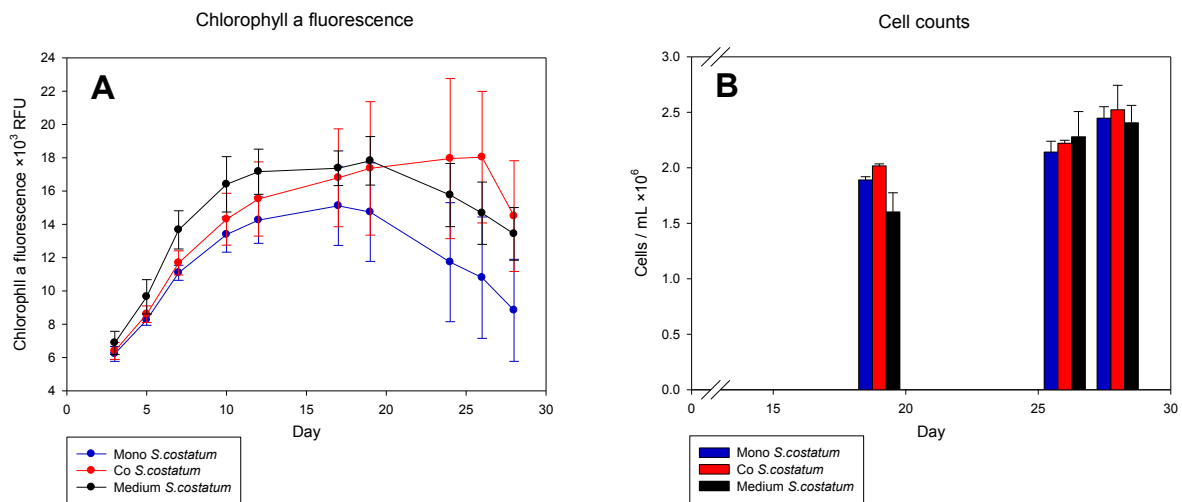 Chlorophyll a fluorescence
A
Chlorophll a fluorescence ×10³ RFU
24
22
20
18
16
14
12
10
8
6
4
0
5
10
15
20
25
30
Day
Mono S.costatum
Co S.costatum
Medium S.costatum
Cell counts
B
Cells / mL ×10⁶
3.0
2.5
2.0
1.5
1.0
0.5
0.0
0
15
20
25
30
Day
Mono S.costatum
Co S.costatum
Medium S.costatum